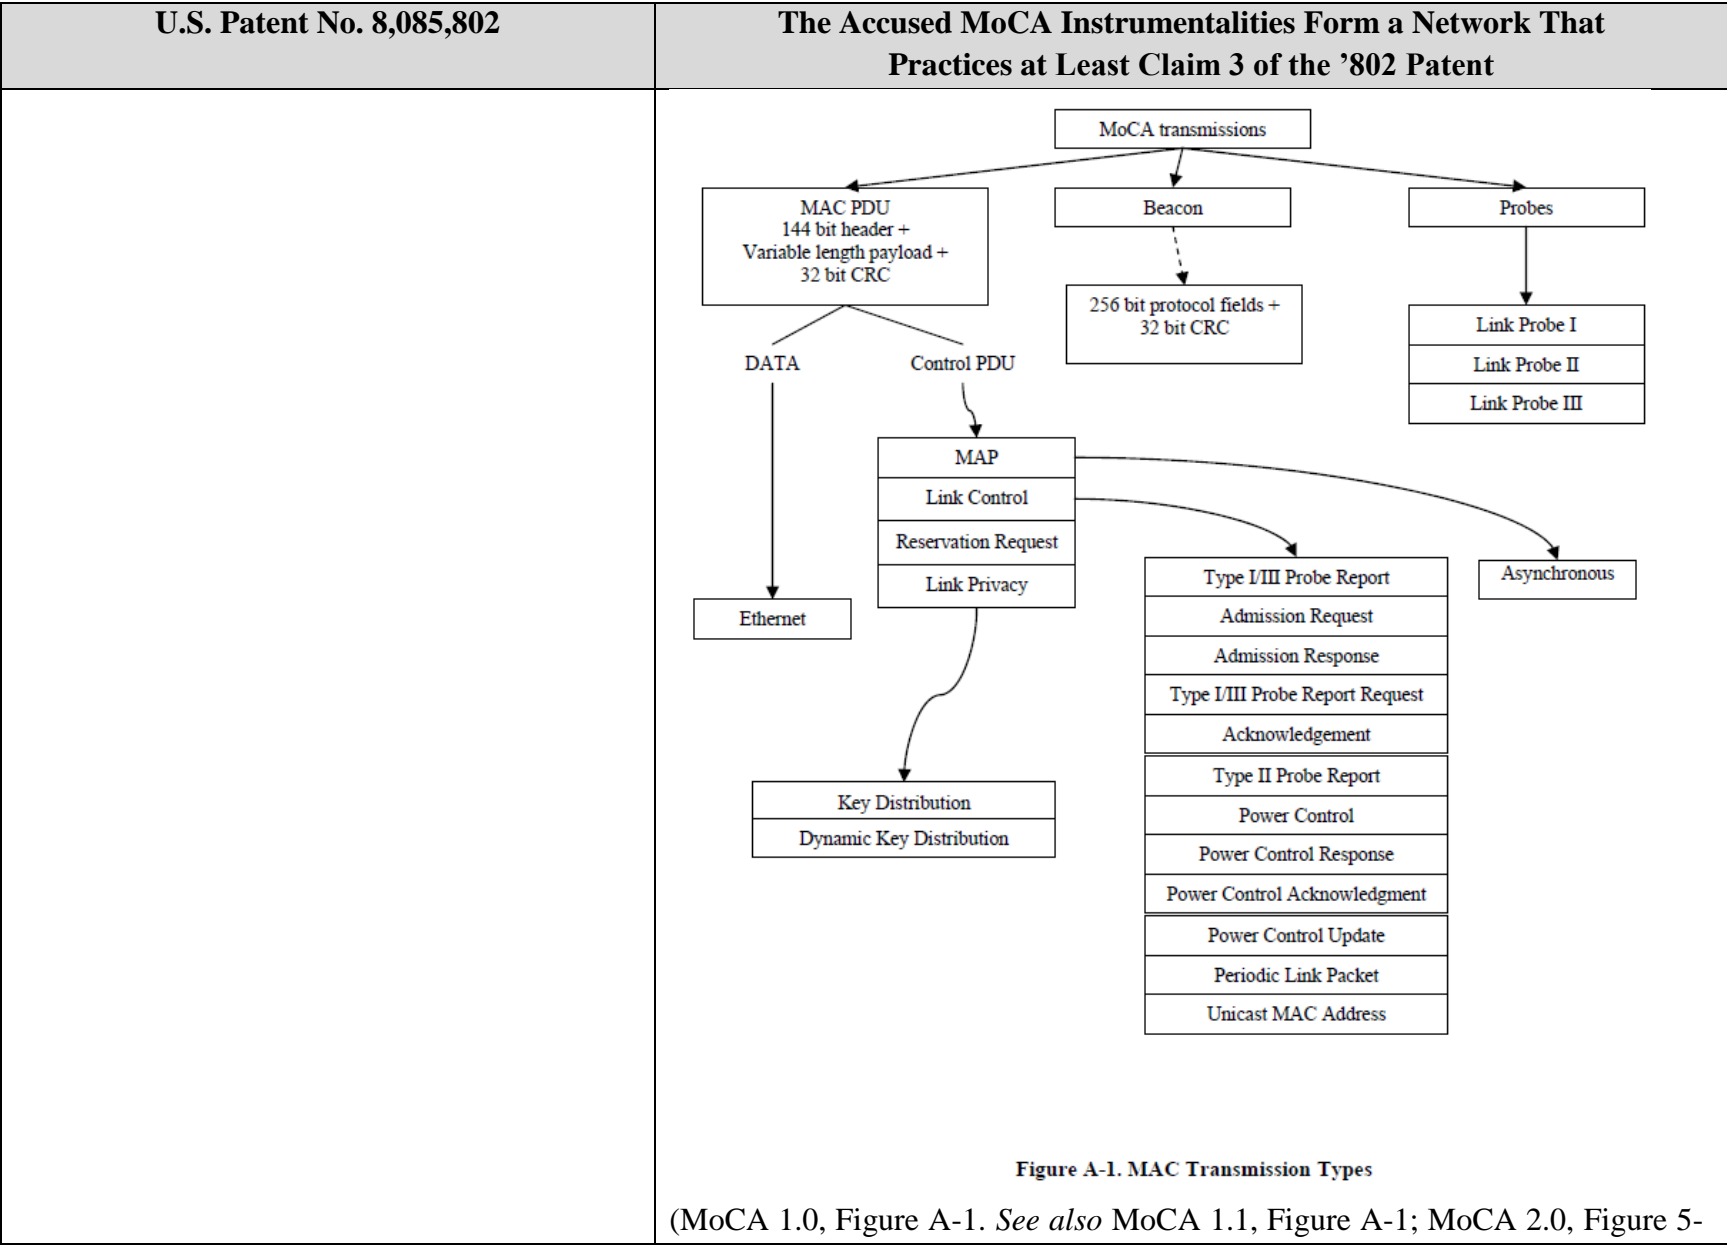 U.S. Patent No. 8,085,802
The Accused MoCA Instrumentalities Form a Network That
Practices at Least Claim 3 of the ’802 Patent
MoCA transmissions
MAC PDU
144 bit header +
Variable length payload +
32 bit CRC
Beacon
Probes
256 bit protocol fields +
32 bit CRC
Link Probe I
Link Probe II
Link Probe III
DATA
Control PDU
MAP
Link Control
Reservation Request
Link Privacy
Ethernet
Type I/III Probe Report
Admission Request
Admission Response
Type I/III Probe Report Request
Acknowledgement
Type II Probe Report
Power Control
Power Control Response
Power Control Acknowledgment
Power Control Update
Periodic Link Packet
Unicast MAC Address
Asynchronous
Key Distribution
Dynamic Key Distribution
Figure A-1. MAC Transmission Types
(MoCA 1.0, Figure A-1. See also MoCA 1.1, Figure A-1; MoCA 2.0, Figure 5-